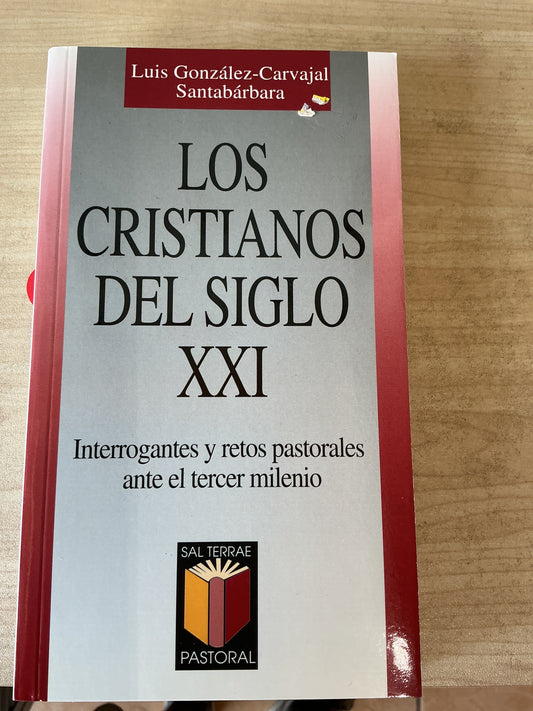 Luis González-Carvajal
Santabárbara
LOS
CRISTIANOS
DEL SIGLO
XXI
Interrogantes y retos pastorales
ante el tercer milenio
SAL TERRAE
PASTORAL